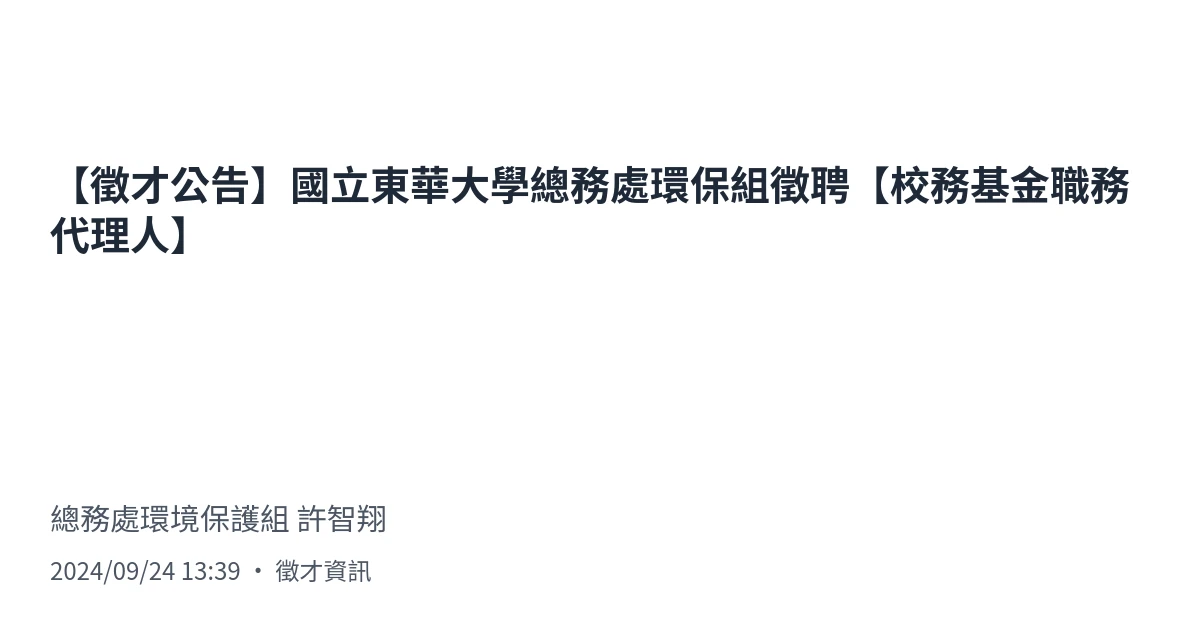 【徵才公告】國立東華大學總務處環保組徵聘【校務基金職務
代理人】
總務處環境保護組 許智翔
2024/09/24 13:39 • 徵才資訊